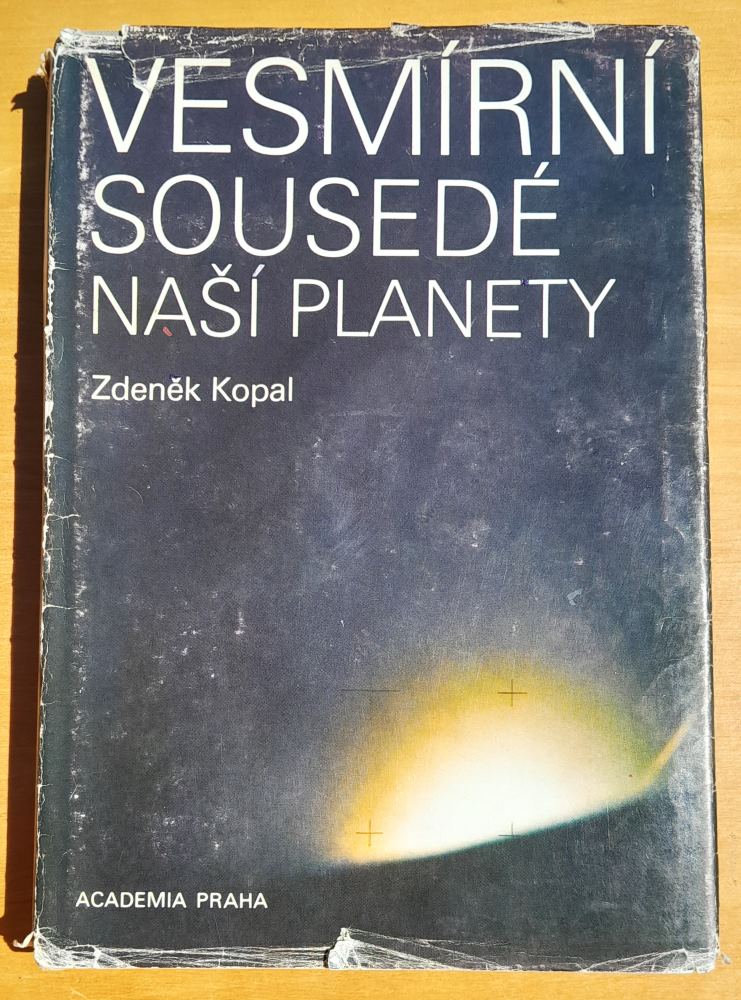 VESMÍRNÍ
SOUSEDÉ
NAŠÍ PLANETY
Zdeněk Kopal
ACADEMIA PRAHA